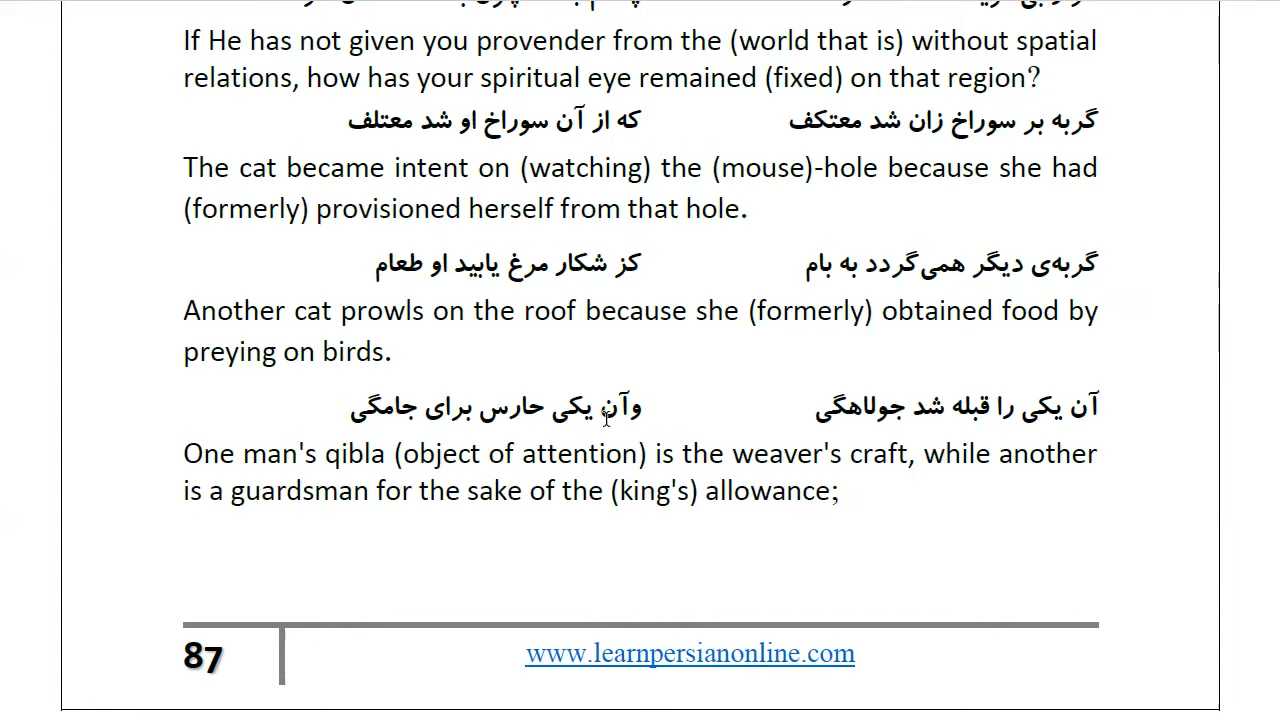 If He has not given you provender from the (world that is) without spatial
relations, how has your spiritual eye remained (fixed) on that region?
گربه بر سوراخ زان شد معتکف که از آن سوراخ او شد معتلف
The cat became intent on (watching) the (mouse)-hole because she had
(formerly) provisioned herself from that hole.
گربه‌ی دیگر همی‌گردد به بام کز شکار مرغ یابید او طعام
Another cat prowls on the roof because she (formerly) obtained food by
preying on birds.
آن یکی را قبله شد جولاهگی وآن یکی حارس برای جامگی
One man's qibla (object of attention) is the weaver's craft, while another
is a guardsman for the sake of the (king's) allowance;
87 www.learnpersianonline.com